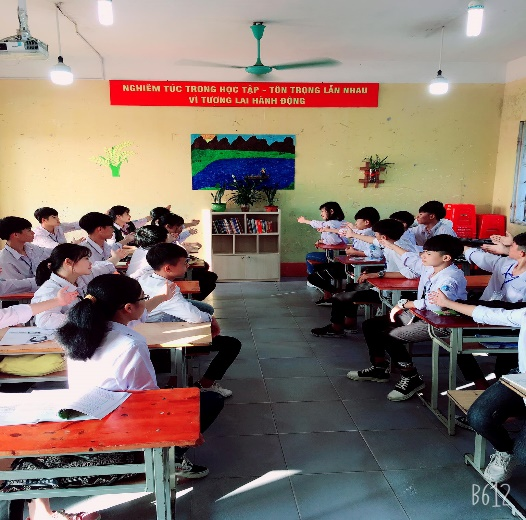 NGHIÊM TÚC TRONG HỌC TẬP - TÔN TRỌNG LẪN NHAU
VÌ TƯƠNG LAI HÀNH ĐỘNG
B612